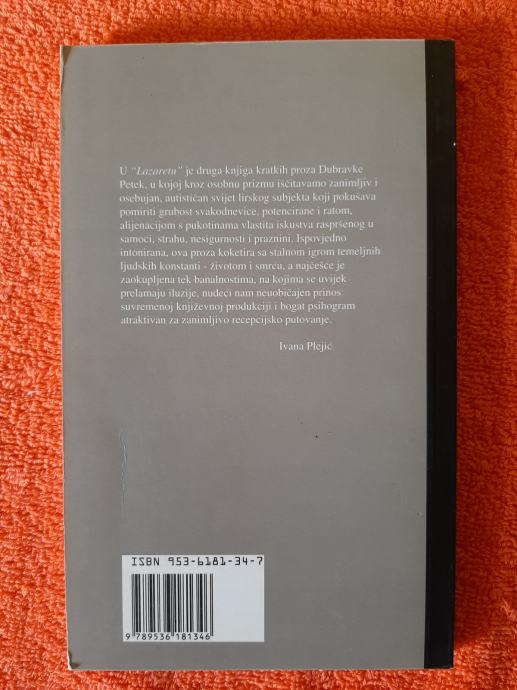 U "Lazaretu" je druga knjiga kratkih proza Dubravke
Petek, u kojoj kroz osobnu prizmu iščitavamo zanimljiv i
osebujan, autističan svijet lirskog subjekta koji pokušava
pomiriti grubost svakodnevice, potencirane i ratom,
alijenacijom s pukotinama vlastita iskustva raspršenog u
samoći, strahu, nesigurnosti i praznini. Ispovjedno
intonirana, ova proza koketira sa stalnom igrom temeljnih
ljudskih konstanti - životom i smrću, a najčešće je
zaokupljena tek banalnostima, na kojima se uvijek
prelamaju iluzije, nudeći nam neuobičajen prinos
suvremenoj književnoj produkciji i bogat psihogram
atraktivan za zanimljivo recepcijsko putovanje.
Ivana Plejić
ISBN 953-6181-34-7
9 789536 181346